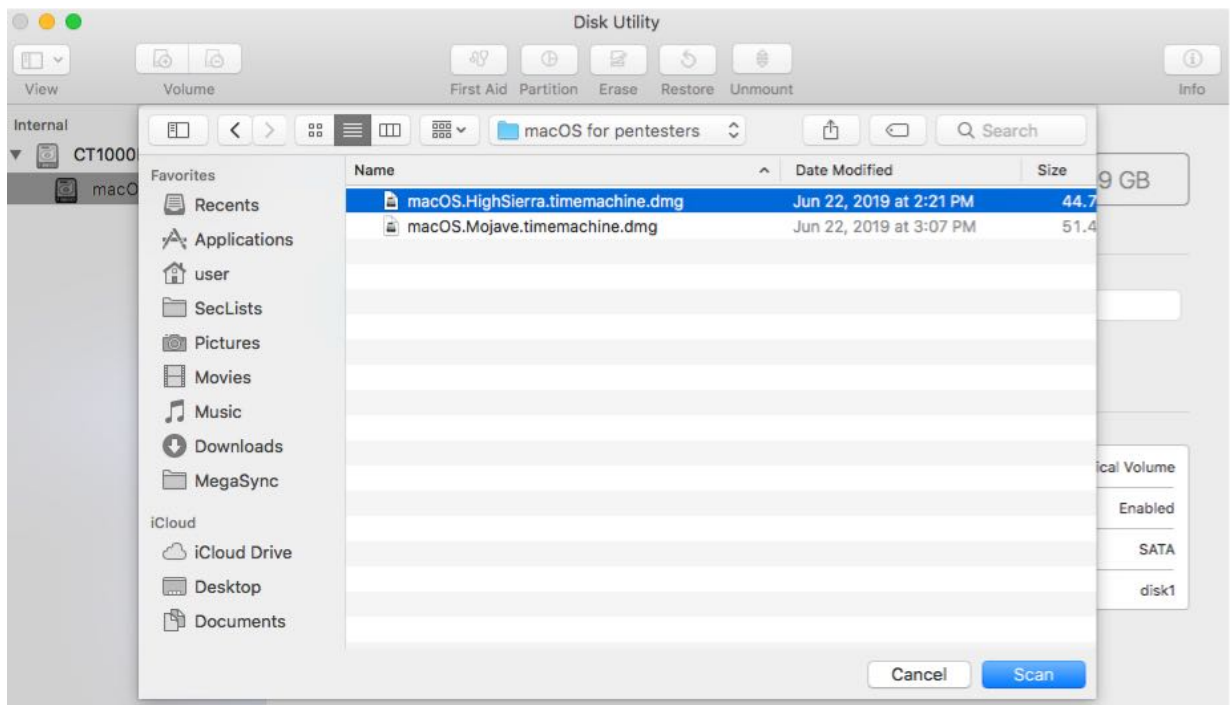 Disk Utility
View Volume First Aid Partition Erase Restore Unmount Info
Internal
CT1000
macO
macOS for pentesters
Search
9 GB
Favorites
Recents
Applications
user
SecLists
Pictures
Movies
Music
Downloads
MegaSync
iCloud
iCloud Drive
Desktop
Documents
Name Date Modified Size
macOS.HighSierra.timemachine.dmg Jun 22, 2019 at 2:21 PM 44.7
macOS.Mojave.timemachine.dmg Jun 22, 2019 at 3:07 PM 51.4
ical Volume
Enabled
SATA
disk1
Cancel Scan